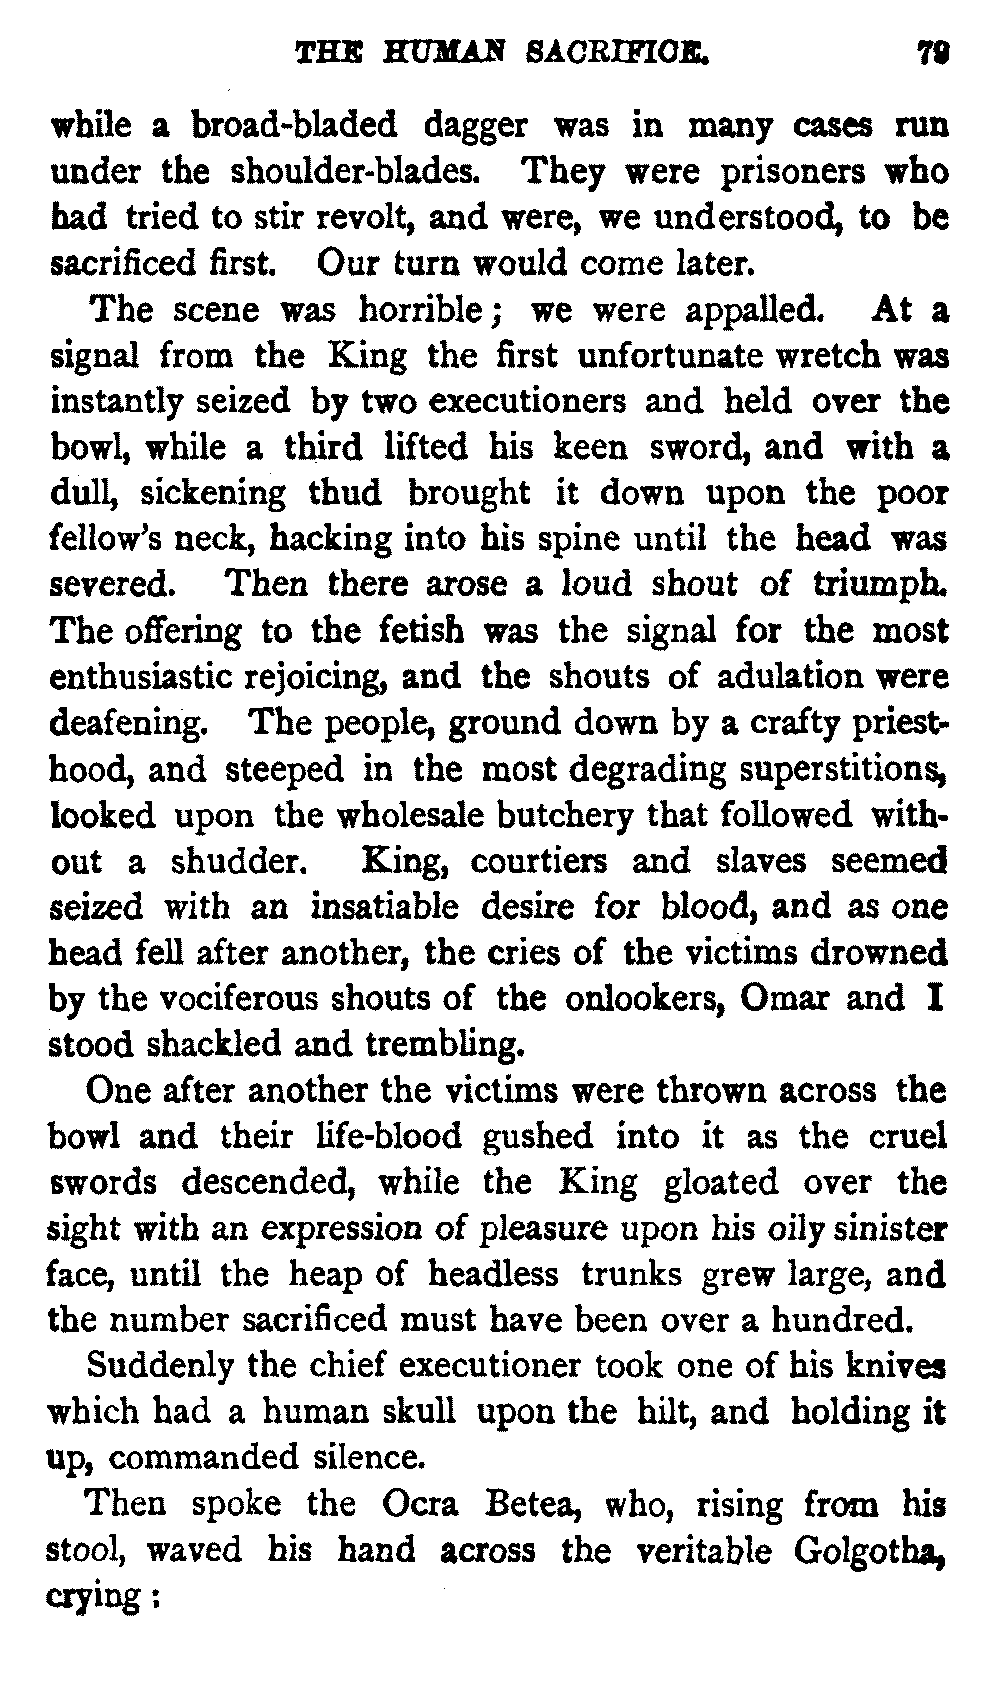 THE HUMAN SACRIFICE. 79
while a broad-bladed dagger was in many cases run
under the shoulder-blades. They were prisoners who
had tried to stir revolt, and were, we understood, to be
sacrificed first. Our turn would come later.
The scene was horrible; we were appalled. At a
signal from the King the first unfortunate wretch was
instantly seized by two executioners and held over the
bowl, while a third lifted his keen sword, and with a
dull, sickening thud brought it down upon the poor
fellow's neck, hacking into his spine until the head was
severed. Then there arose a loud shout of triumph.
The offering to the fetish was the signal for the most
enthusiastic rejoicing, and the shouts of adulation were
deafening. The people, ground down by a crafty priest-
hood, and steeped in the most degrading superstitions,
looked upon the wholesale butchery that followed with-
out a shudder. King, courtiers and slaves seemed
seized with an insatiable desire for blood, and as one
head fell after another, the cries of the victims drowned
by the vociferous shouts of the onlookers, Omar and I
stood shackled and trembling.
One after another the victims were thrown across the
bowl and their life-blood gushed into it as the cruel
swords descended, while the King gloated over the
sight with an expression of pleasure upon his oily sinister
face, until the heap of headless trunks grew large, and
the number sacrificed must have been over a hundred.
Suddenly the chief executioner took one of his knives
which had a human skull upon the hilt, and holding it
up, commanded silence.
Then spoke the Ocra Betea, who, rising from his
stool, waved his hand across the veritable Golgotha,
crying: